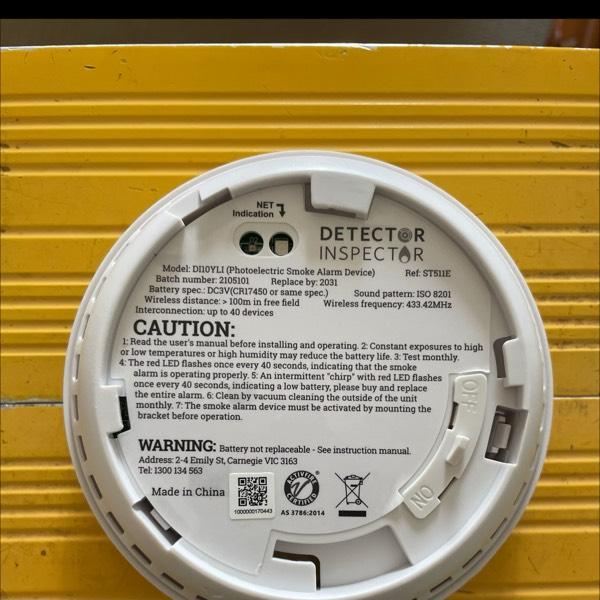 NET
Indication
DETECTOR
INSPECTOR
Model: DI10YLI (Photoelectric Smoke Alarm Device) Ref: ST511E
Batch number: 2105101 Replace by: 2031
Battery spec.: DC3V(CR17450 or same spec.) Sound pattern: ISO 8201
Wireless distance: > 100m in free field Wireless frequency: 433.42MHz
Interconnection: up to 40 devices
CAUTION:
1: Read the user's manual before installing and operating. 2: Constant exposures to high
or low temperatures or high humidity may reduce the battery life. 3: Test monthly.
4: The red LED flashes once every 40 seconds, indicating that the smoke
alarm is operating properly. 5: An intermittent "chirp" with red LED flashes
once every 40 seconds, indicating a low battery, please buy and replace
the entire alarm. 6: Clean by vacuum cleaning the outside of the unit
monthly. 7: The smoke alarm device must be activated by mounting the
bracket before operation.
OFF
ON
WARNING: Battery not replaceable - See instruction manual.
Address: 2-4 Emily St, Carnegie VIC 3163
Tel: 1300 134 563
Made in China
1000000170443
ACTIVFIRE
CERTIFIED
AS 3786:2014